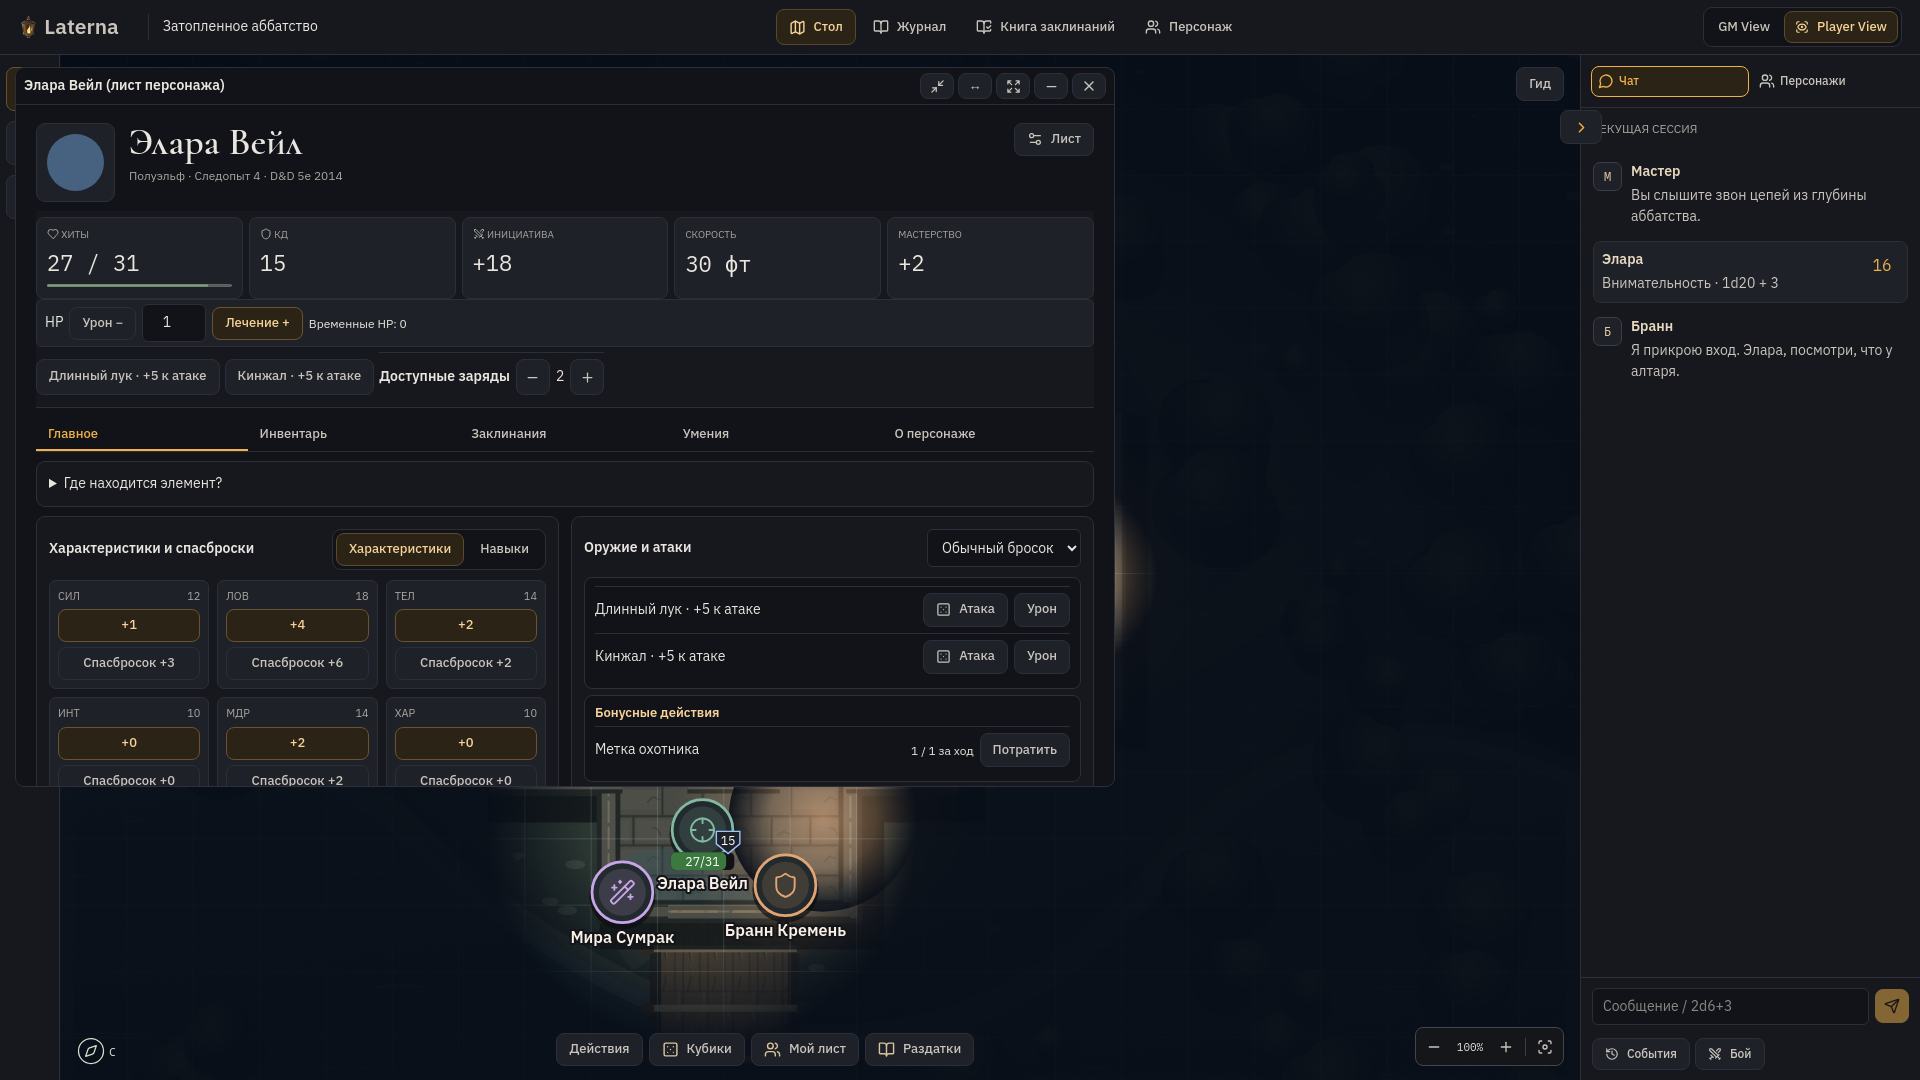 Laterna
Затопленное аббатство
Стол
Журнал
Книга заклинаний
Персонаж
GM View
Player View
Элара Вейл (лист персонажа)
Гид
Чат
Персонажи
Элара Вейл
Лист
Полуэльф · Следопыт 4 · D&D 5e 2014
ЕКУЩАЯ СЕССИЯ
М
Мастер
Вы слышите звон цепей из глубины
аббатства.
Элара
16
Внимательность · 1d20 + 3
Б
Бранн
Я прикрою вход. Элара, посмотри, что у
алтаря.
ХИТЫ
27 / 31
КД
15
ИНИЦИАТИВА
+18
СКОРОСТЬ
30 фт
МАСТЕРСТВО
+2
HP
Урон −
1
Лечение +
Временные HP: 0
Длинный лук · +5 к атаке
Кинжал · +5 к атаке
Доступные заряды
−
2
+
Главное
Инвентарь
Заклинания
Умения
О персонаже
Где находится элемент?
Характеристики и спасброски
Характеристики
Навыки
СИЛ 12
+1
Спасбросок +3
ЛОВ 18
+4
Спасбросок +6
ТЕЛ 14
+2
Спасбросок +2
ИНТ 10
+0
Спасбросок +0
МДР 14
+2
Спасбросок +2
ХАР 10
+0
Спасбросок +0
Оружие и атаки
Обычный бросок
Длинный лук · +5 к атаке
Атака
Урон
Кинжал · +5 к атаке
Атака
Урон
Бонусные действия
Метка охотника
1 / 1 за ход
Потратить
15
27/31
Элара Вейл
Мира Сумрак
Бранн Кремень
С
Действия
Кубики
Мой лист
Раздатки
100%
Сообщение / 2d6+3
События
Бой